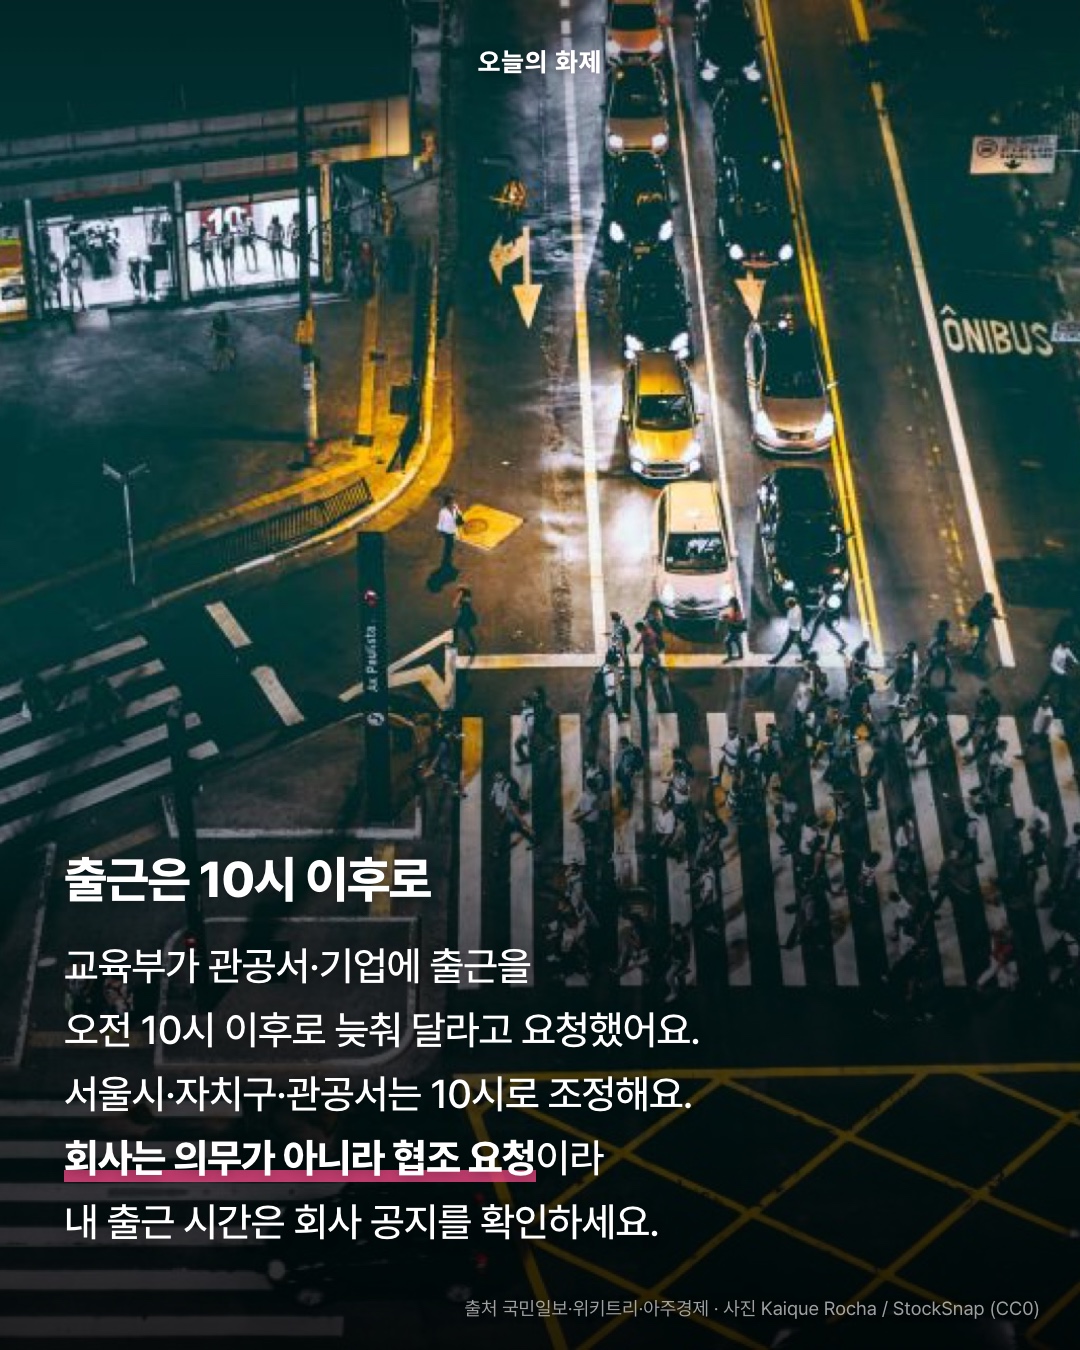 오늘의 화제
10
ÔNIBUS
Av Paulista
출근은 10시 이후로
교육부가 관공서·기업에 출근을
오전 10시 이후로 늦춰 달라고 요청했어요.
서울시·자치구·관공서는 10시로 조정해요.
회사는 의무가 아니라 협조 요청이라
내 출근 시간은 회사 공지를 확인하세요.
출처 국민일보·위키트리·아주경제 · 사진 Kaique Rocha / StockSnap (CC0)